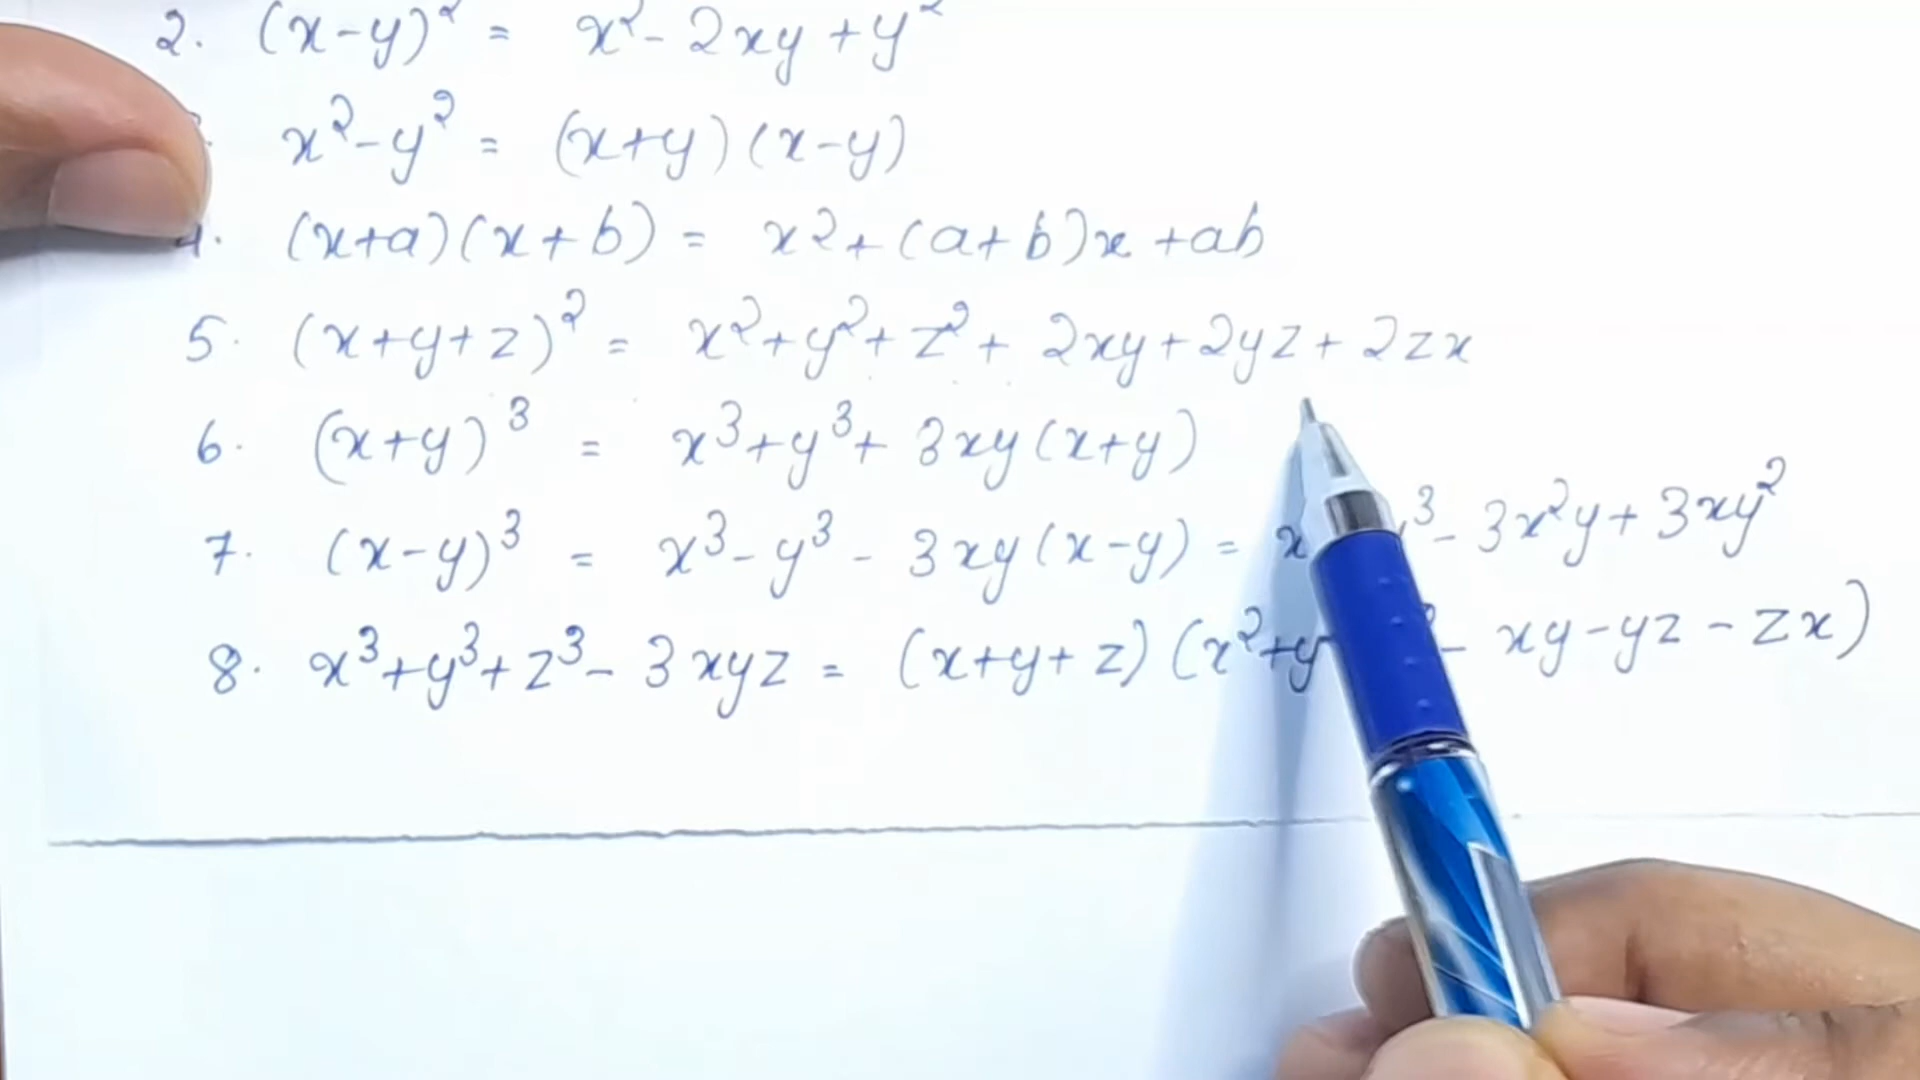 2. (x-y)² = x² - 2xy + y²
x² - y² = (x+y)(x-y)
4. (x+a)(x+b) = x² + (a+b)x + ab
5. (x+y+z)² = x² + y² + z² + 2xy + 2yz + 2zx
6. (x+y)³ = x³ + y³ + 3xy(x+y)
7. (x-y)³ = x³ - y³ - 3xy(x-y) = x ³ - 3x²y + 3xy²
8. x³ + y³ + z³ - 3xyz = (x+y+z)(x² + y - xy - yz - zx)